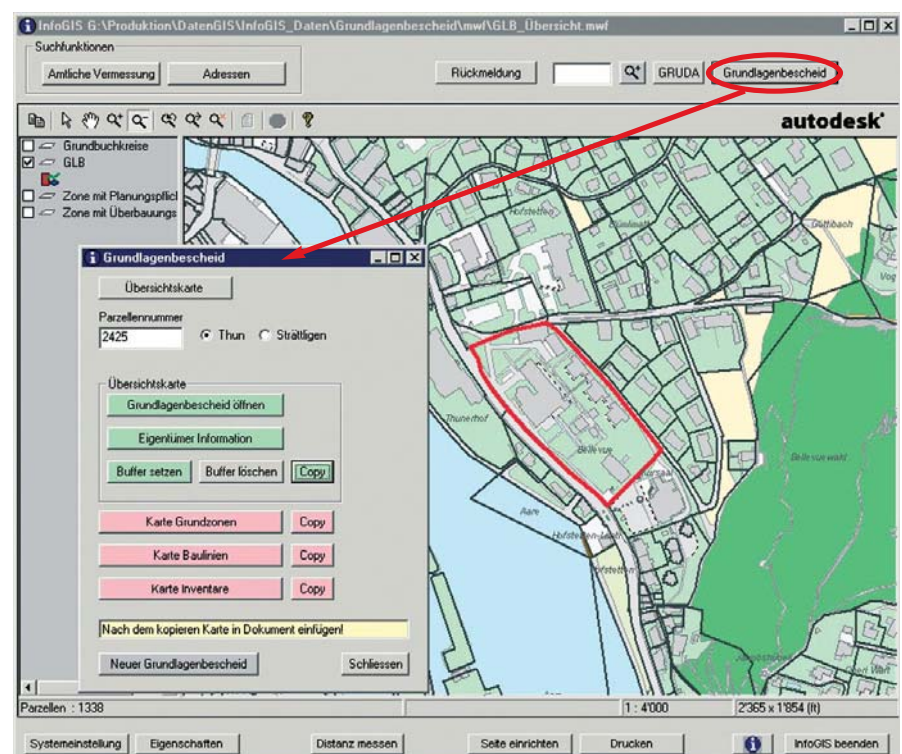 InfoGIS G:\Produktion\DatenGIS\InfoGIS_Daten\Grundlagenbescheid\mwf\GLB_Übersicht.mwf
Suchfunktionen
Amtliche Vermessung Adressen Rückmeldung GRUDA Grundlagenbescheid
autodesk
Grundbuchkreise
GLB
Zone mit Planungspflicl
Zone mit Überbauungs
Hofstetten
Göttibach
Thunerhof
Bellevue
Bellevuewald
Aare
Hofstetten
Grundlagenbescheid
Übersichtskarte
Parzellennummer
2425 Thun Strättligen
Übersichtskarte
Grundlagenbescheid öffnen
Eigentümer Information
Buffer setzen Buffer löschen Copy
Karte Grundzonen Copy
Karte Baulinien Copy
Karte Inventare Copy
Nach dem kopieren Karte in Dokument einfügen!
Neuer Grundlagenbescheid Schliessen
Parzellen : 1338 1 : 4'000 2'365 x 1'854 (ft)
Systemeinstellung Eigenschaften Distanz messen Seite einrichten Drucken InfoGIS beenden